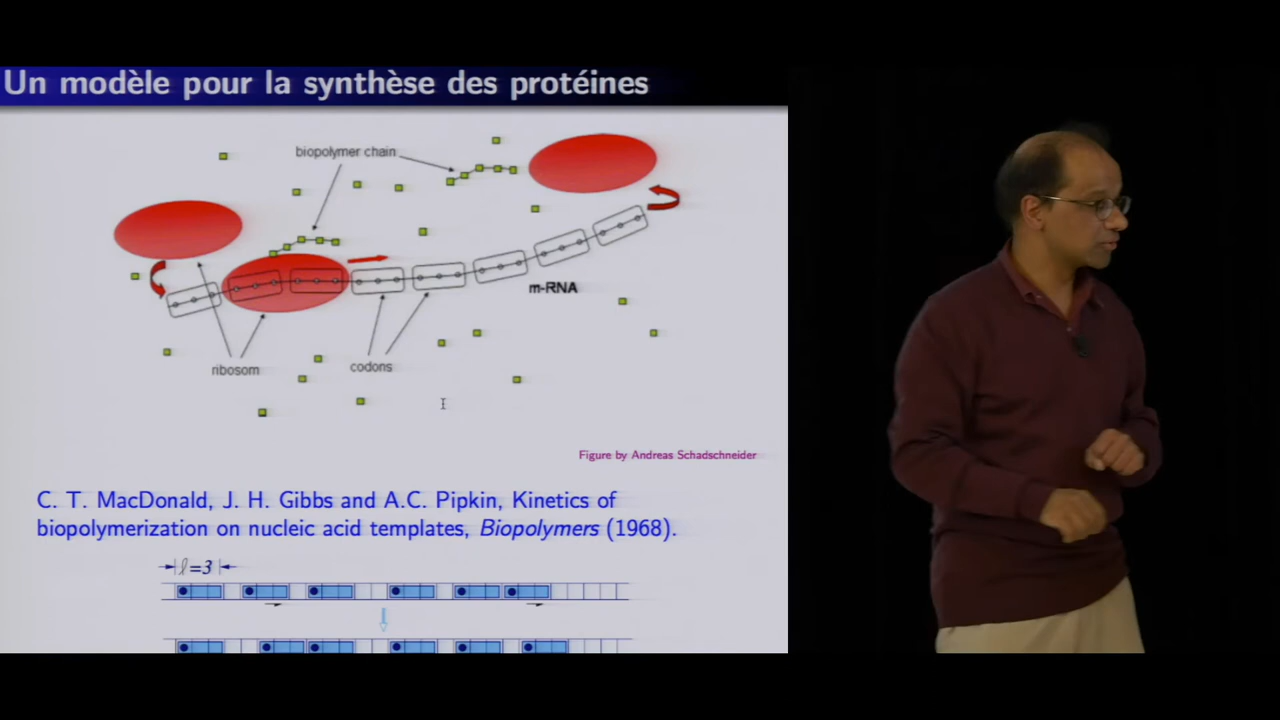 Un modèle pour la synthèse des protéines
biopolymer chain
m-RNA
ribosom
codons
Figure by Andreas Schadschneider
C. T. MacDonald, J. H. Gibbs and A.C. Pipkin, Kinetics of
biopolymerization on nucleic acid templates, Biopolymers (1968).
ℓ=3